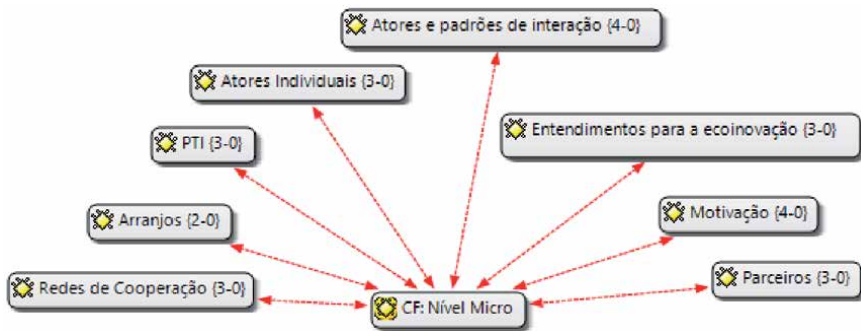 Atores e padrões de interação {4-0}
Atores Individuais {3-0}
Entendimentos para a ecoinovação {3-0}
PTI {3-0}
Arranjos {2-0}
Motivação {4-0}
Redes de Cooperação {3-0}
Parceiros {3-0}
CF: Nível Micro